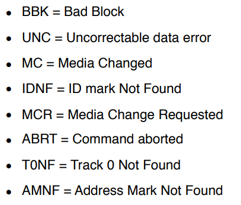 • BBK = Bad Block
• UNC = Uncorrectable data error
• MC = Media Changed
• IDNF = ID mark Not Found
• MCR = Media Change Requested
• ABRT = Command aborted
• T0NF = Track 0 Not Found
• AMNF = Address Mark Not Found